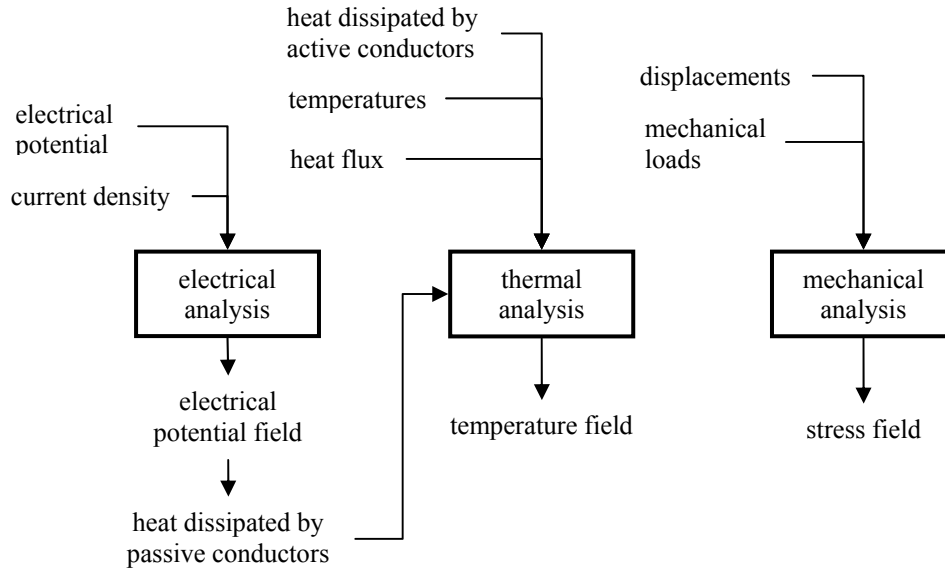 electrical
potential
current density
electrical
analysis
electrical
potential field
heat dissipated by
passive conductors
heat dissipated by
active conductors
temperatures
heat flux
thermal
analysis
temperature field
displacements
mechanical
loads
mechanical
analysis
stress field